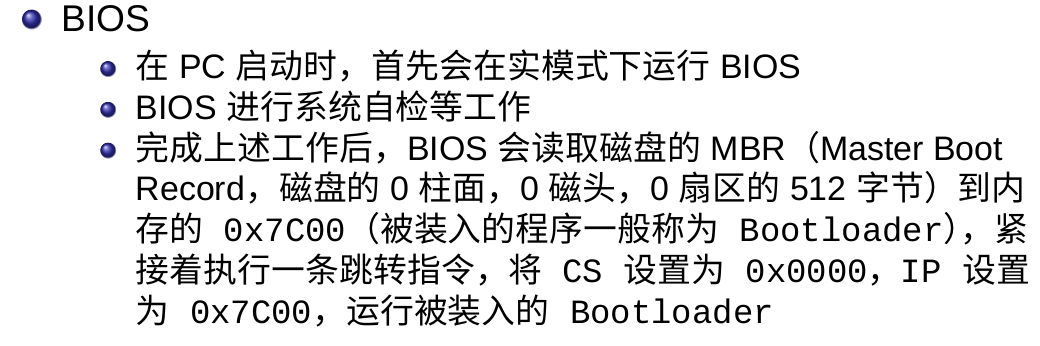 BIOS
在 PC 启动时，首先会在实模式下运行 BIOS
BIOS 进行系统自检等工作
完成上述工作后，BIOS 会读取磁盘的 MBR（Master Boot
Record，磁盘的 0 柱面，0 磁头，0 扇区的 512 字节）到内
存的 0x7C00（被装入的程序一般称为 Bootloader），紧
接着执行一条跳转指令，将 CS 设置为 0x0000，IP 设置
为 0x7C00，运行被装入的 Bootloader